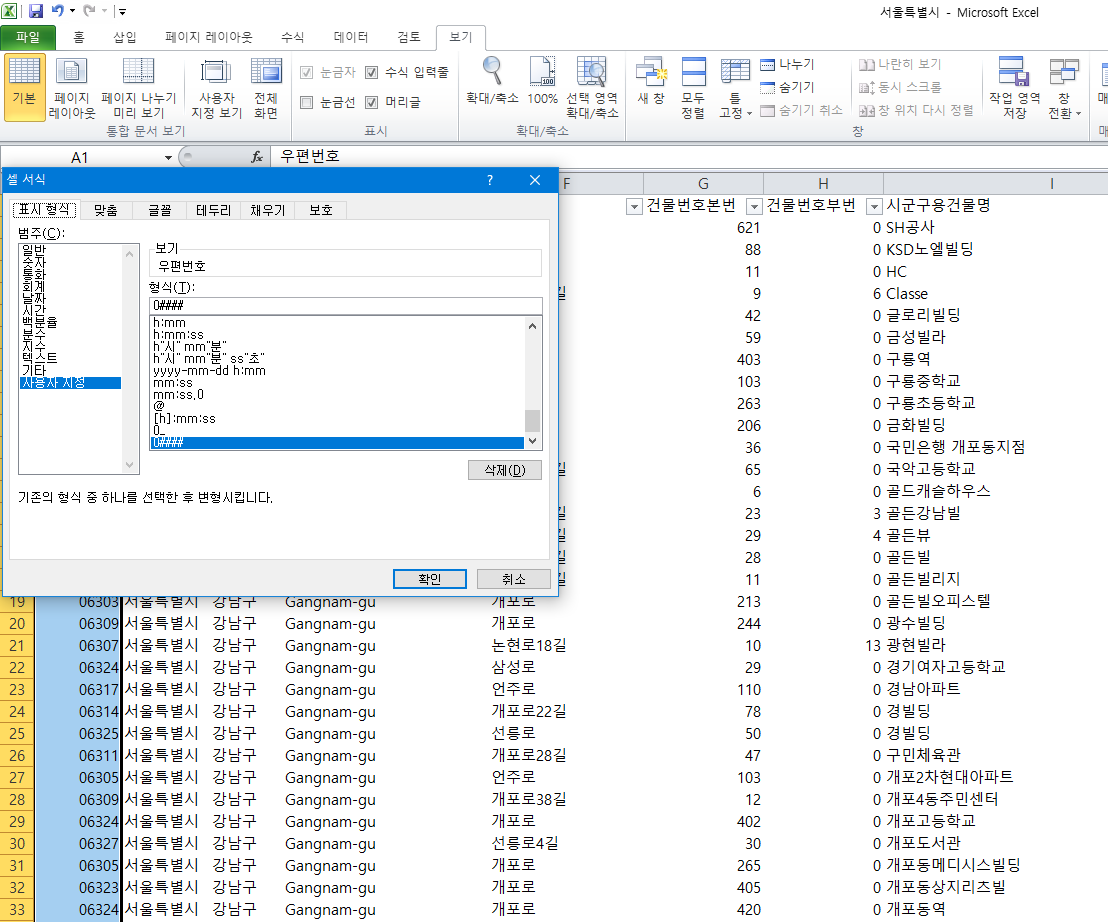 서울특별시 - Microsoft Excel
파일 홈 삽입 페이지 레이아웃 수식 데이터 검토 보기
기본 페이지 레이아웃 페이지 나누기 미리 보기 사용자 지정 보기 전체 화면
통합 문서 보기
눈금자 수식 입력줄
눈금선 머리글
표시
확대/축소 100% 선택 영역 확대/축소
확대/축소
새 창 모두 정렬 틀 고정
나누기
숨기기
숨기기 취소
나란히 보기
동시 스크롤
창 위치 다시 정렬
작업 영역 저장 창 전환
창
A1 fx 우편번호
셀 서식 ?
표시 형식 맞춤 글꼴 테두리 채우기 보호
범주(C):
일반
숫자
통화
회계
날짜
시간
백분율
분수
지수
텍스트
기타
사용자 지정
보기
우편번호
형식(T):
0####
h:mm
h:mm:ss
h"시" mm"분"
h"시" mm"분" ss"초"
yyyy-mm-dd h:mm
mm:ss
mm:ss.0
@
[h]:mm:ss
0_
0####
삭제(D)
기존의 형식 중 하나를 선택한 후 변형시킵니다.
확인 취소
F G H I
건물번호본번 건물번호부번 시군구용건물명
621 0 SH공사
88 0 KSD노엘빌딩
11 0 HC
길 9 6 Classe
42 0 글로리빌딩
59 0 금성빌라
403 0 구룡역
103 0 구룡중학교
263 0 구룡초등학교
206 0 금화빌딩
36 0 국민은행 개포동지점
길 65 0 국악고등학교
6 0 골드캐슬하우스
길 23 3 골든강남빌
길 29 4 골든뷰
길 28 0 골든빌
길 11 0 골든빌리지
19 06303 서울특별시 강남구 Gangnam-gu 개포로 213 0 골든빌오피스텔
20 06309 서울특별시 강남구 Gangnam-gu 개포로 244 0 광수빌딩
21 06307 서울특별시 강남구 Gangnam-gu 논현로18길 10 13 광현빌라
22 06324 서울특별시 강남구 Gangnam-gu 삼성로 29 0 경기여자고등학교
23 06317 서울특별시 강남구 Gangnam-gu 언주로 110 0 경남아파트
24 06314 서울특별시 강남구 Gangnam-gu 개포로22길 78 0 경빌딩
25 06325 서울특별시 강남구 Gangnam-gu 선릉로 50 0 경빌딩
26 06311 서울특별시 강남구 Gangnam-gu 개포로28길 47 0 구민체육관
27 06305 서울특별시 강남구 Gangnam-gu 언주로 103 0 개포2차현대아파트
28 06309 서울특별시 강남구 Gangnam-gu 개포로38길 12 0 개포4동주민센터
29 06324 서울특별시 강남구 Gangnam-gu 개포로 402 0 개포고등학교
30 06327 서울특별시 강남구 Gangnam-gu 선릉로4길 30 0 개포도서관
31 06305 서울특별시 강남구 Gangnam-gu 개포로 265 0 개포동메디시스빌딩
32 06323 서울특별시 강남구 Gangnam-gu 개포로 405 0 개포동상지리츠빌
33 06324 서울특별시 강남구 Gangnam-gu 개포로 420 0 개포동역